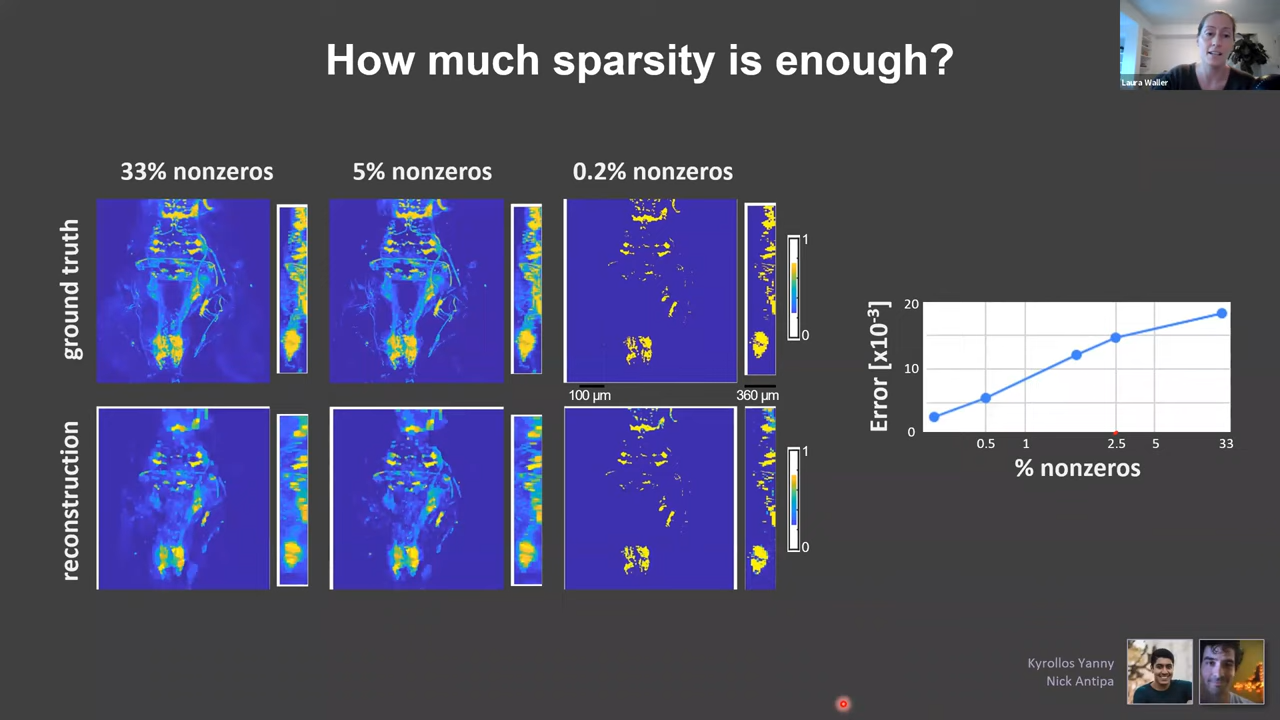 How much sparsity is enough?
Laura Waller
33% nonzeros
5% nonzeros
0.2% nonzeros
ground truth
1
0
100 µm
360 µm
reconstruction
1
0
Error [x10-3]
20
10
0
0.5
1
2.5
5
33
% nonzeros
Kyrollos Yanny
Nick Antipa